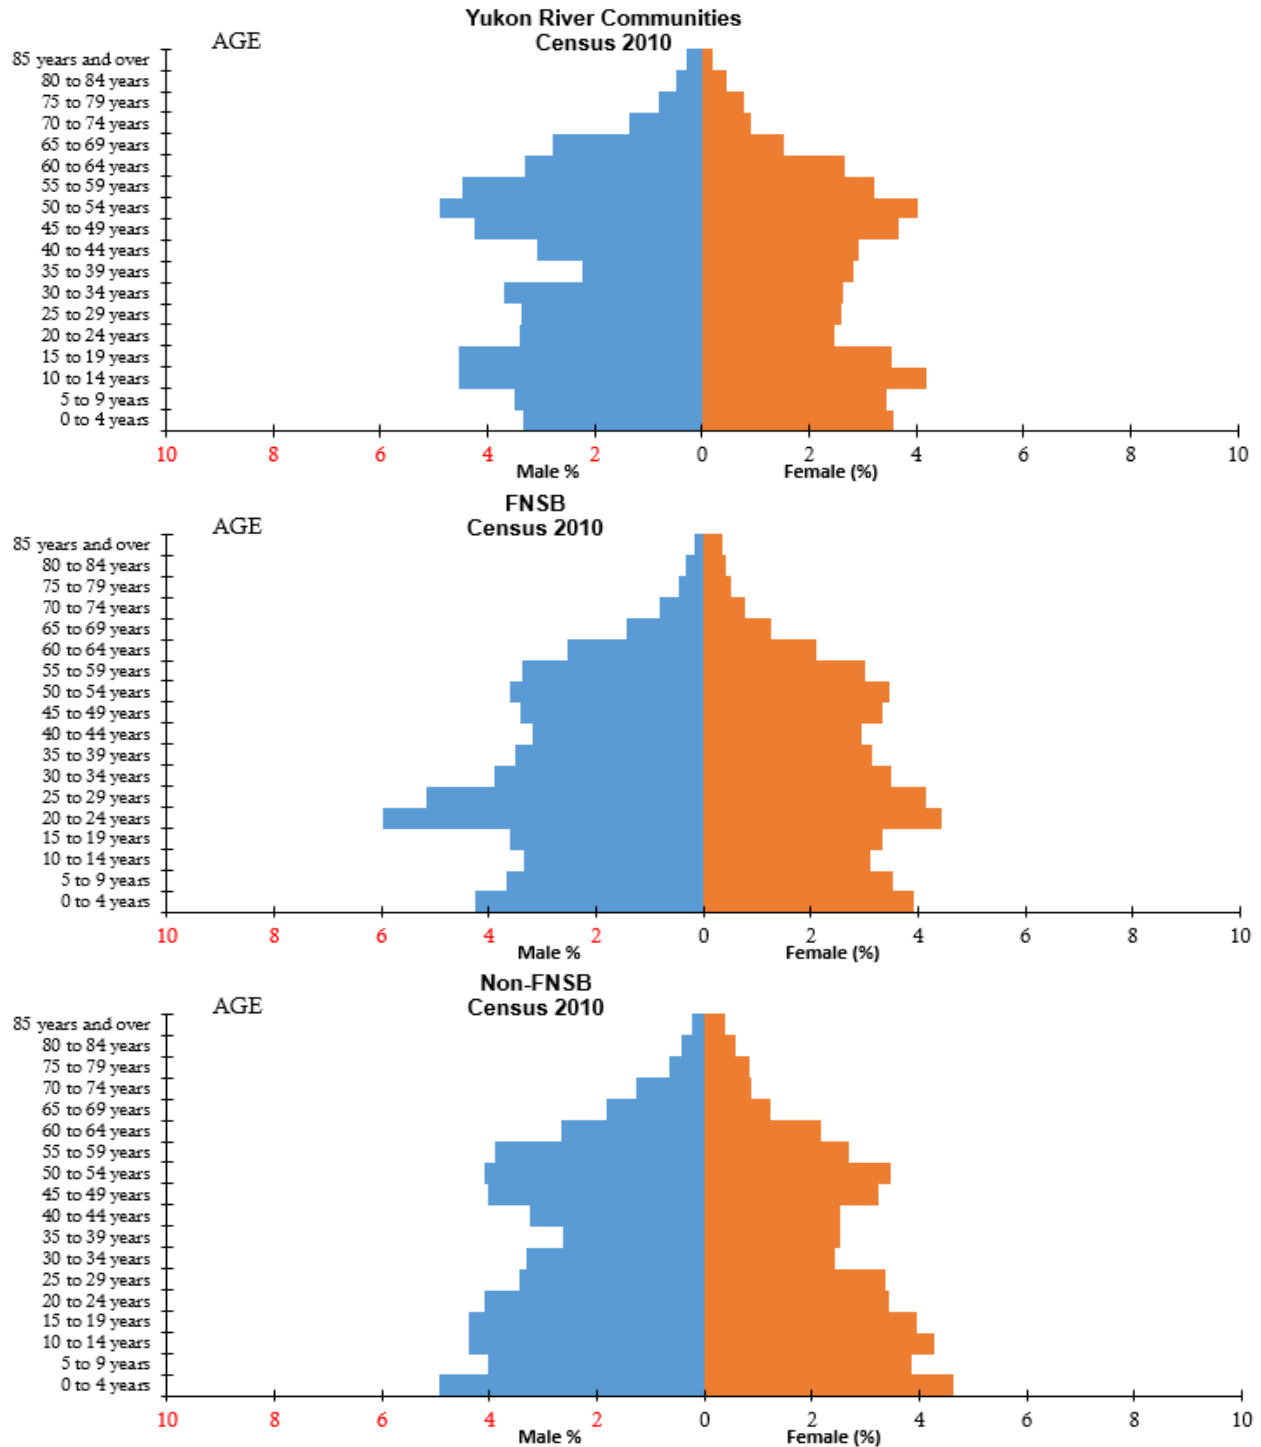 Yukon River Communities
Census 2010
AGE
85 years and over
80 to 84 years
75 to 79 years
70 to 74 years
65 to 69 years
60 to 64 years
55 to 59 years
50 to 54 years
45 to 49 years
40 to 44 years
35 to 39 years
30 to 34 years
25 to 29 years
20 to 24 years
15 to 19 years
10 to 14 years
5 to 9 years
0 to 4 years
10 8 6 4 2 0 2 4 6 8 10
Male % Female (%)
FNSB
Census 2010
AGE
85 years and over
80 to 84 years
75 to 79 years
70 to 74 years
65 to 69 years
60 to 64 years
55 to 59 years
50 to 54 years
45 to 49 years
40 to 44 years
35 to 39 years
30 to 34 years
25 to 29 years
20 to 24 years
15 to 19 years
10 to 14 years
5 to 9 years
0 to 4 years
10 8 6 4 2 0 2 4 6 8 10
Male % Female (%)
Non-FNSB
Census 2010
AGE
85 years and over
80 to 84 years
75 to 79 years
70 to 74 years
65 to 69 years
60 to 64 years
55 to 59 years
50 to 54 years
45 to 49 years
40 to 44 years
35 to 39 years
30 to 34 years
25 to 29 years
20 to 24 years
15 to 19 years
10 to 14 years
5 to 9 years
0 to 4 years
10 8 6 4 2 0 2 4 6 8 10
Male % Female (%)